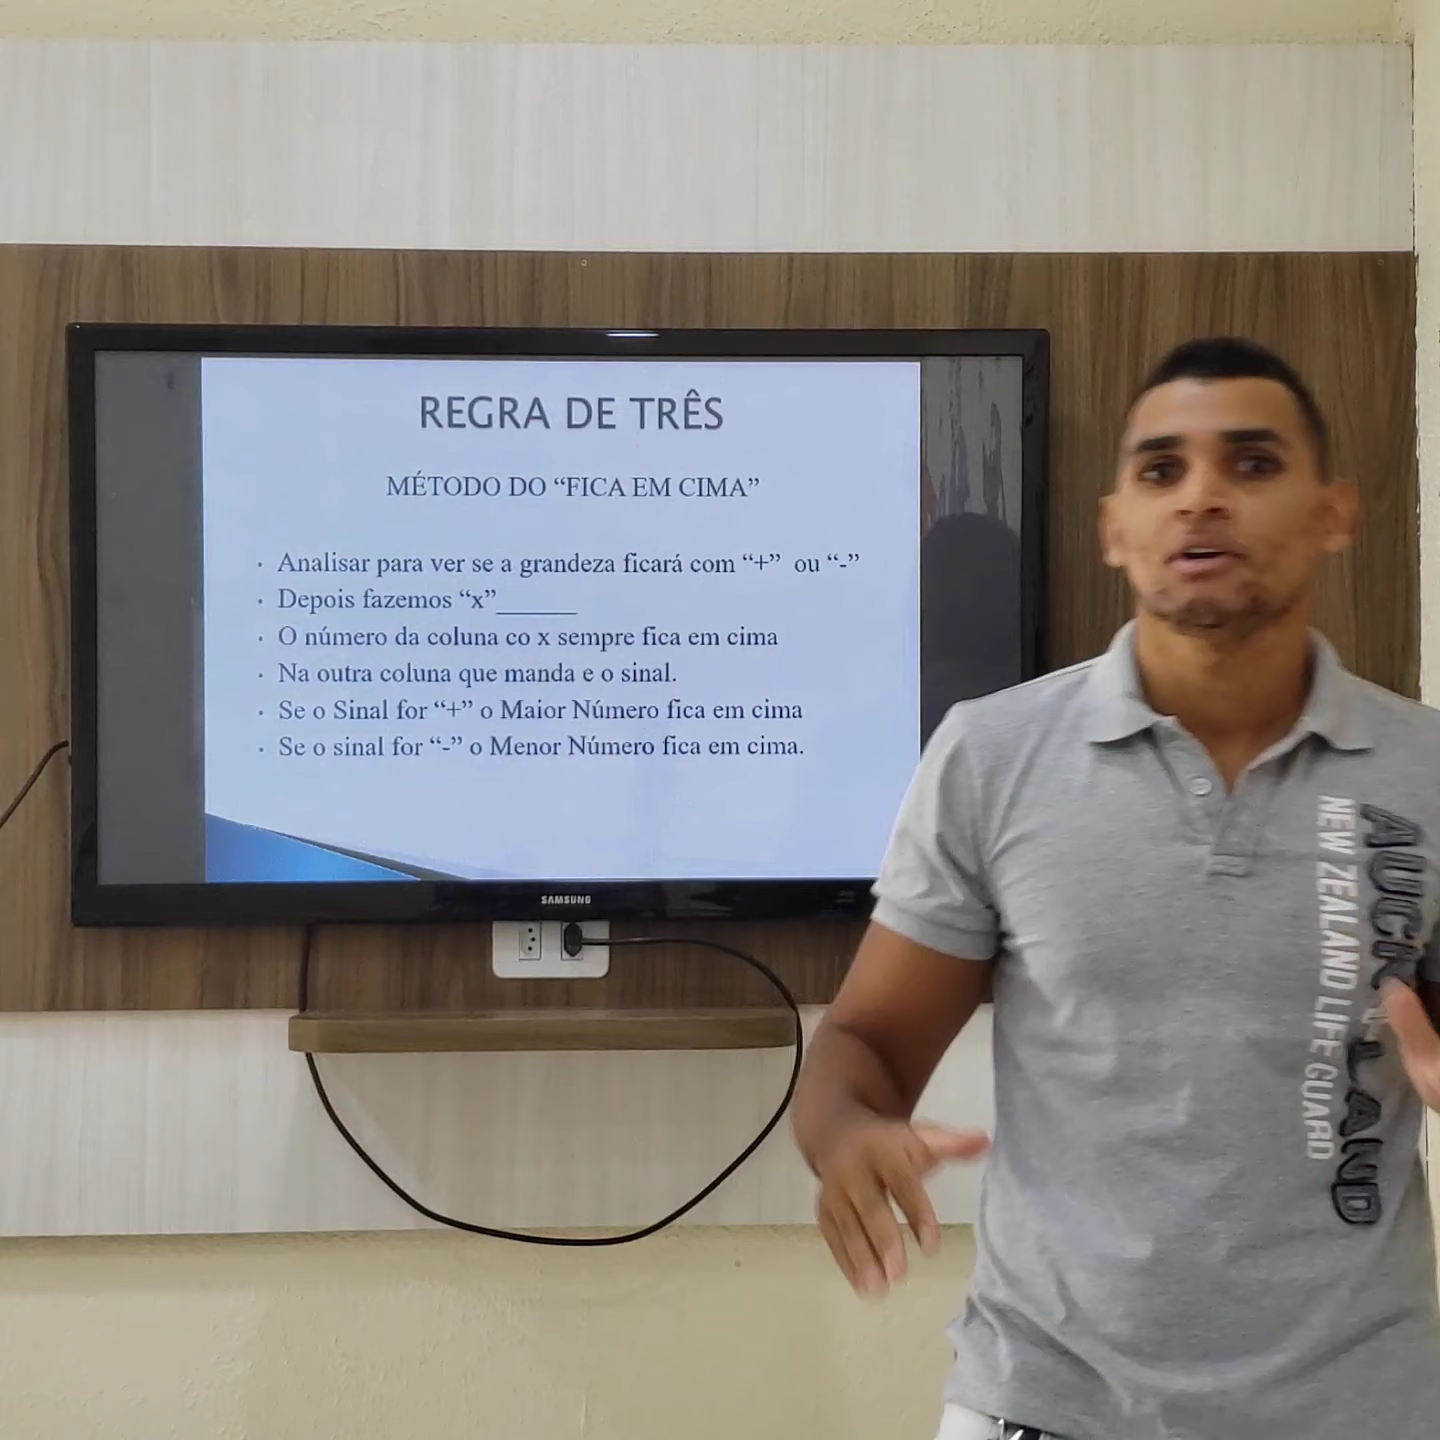 REGRA DE TRÊS
MÉTODO DO “FICA EM CIMA”
• Analisar para ver se a grandeza ficará com “+” ou “-”
• Depois fazemos “x”______
• O número da coluna co x sempre fica em cima
• Na outra coluna que manda e o sinal.
• Se o Sinal for “+” o Maior Número fica em cima
• Se o sinal for “-” o Menor Número fica em cima.
SAMSUNG
AUCKLAND
NEW ZEALAND LIFE GUARD